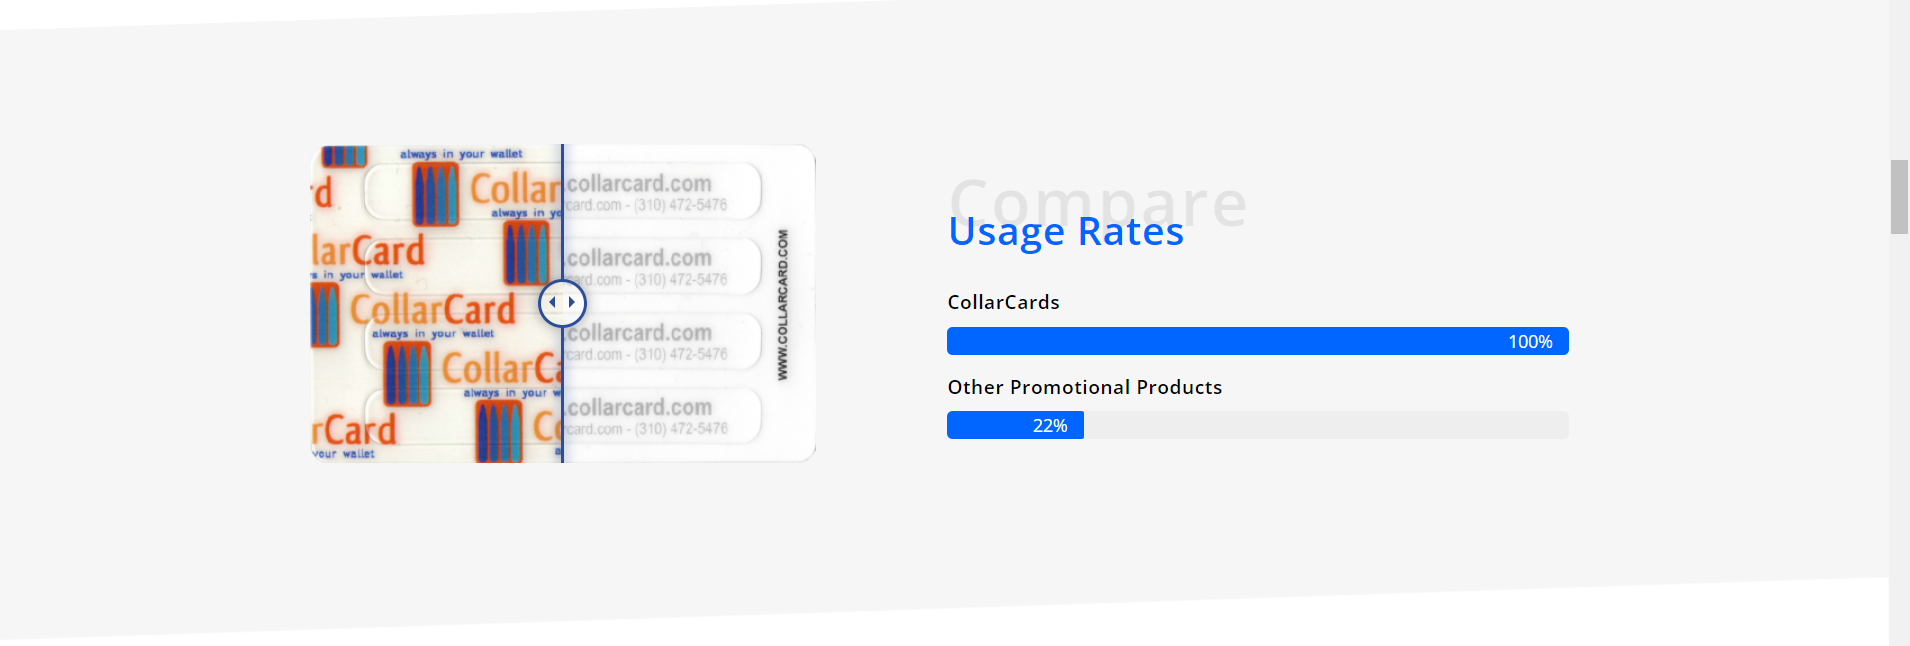 always in your wallet
rd
Collar
.collarcard.com
always in yo
card.com - (310) 472-5476
larCard
.collarcard.com
s in your wallet
card.com - (310) 472-5476
CollarCard
always in your wallet
.collarcard.com
card.com - (310) 472-5476
CollarCa
always in your w
rCard
Co
.collarcard.com
your wallet
a
card.com - (310) 472-5476
WWW.COLLARCARD.COM
Compare
Usage Rates
CollarCards
100%
Other Promotional Products
22%